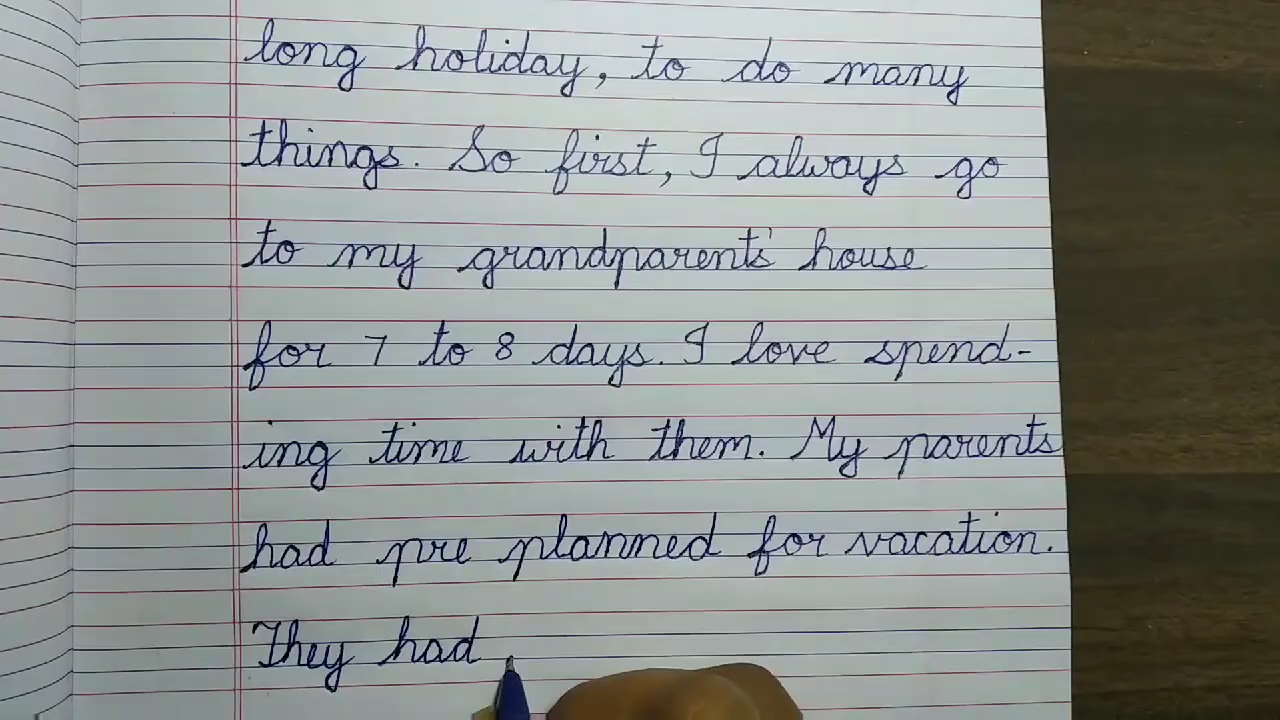 long holiday, to do many
things. So first, I always go
to my grandparents' house
for 7 to 8 days. I love spend-
ing time with them. My parents
had pre planned for vacation.
They had